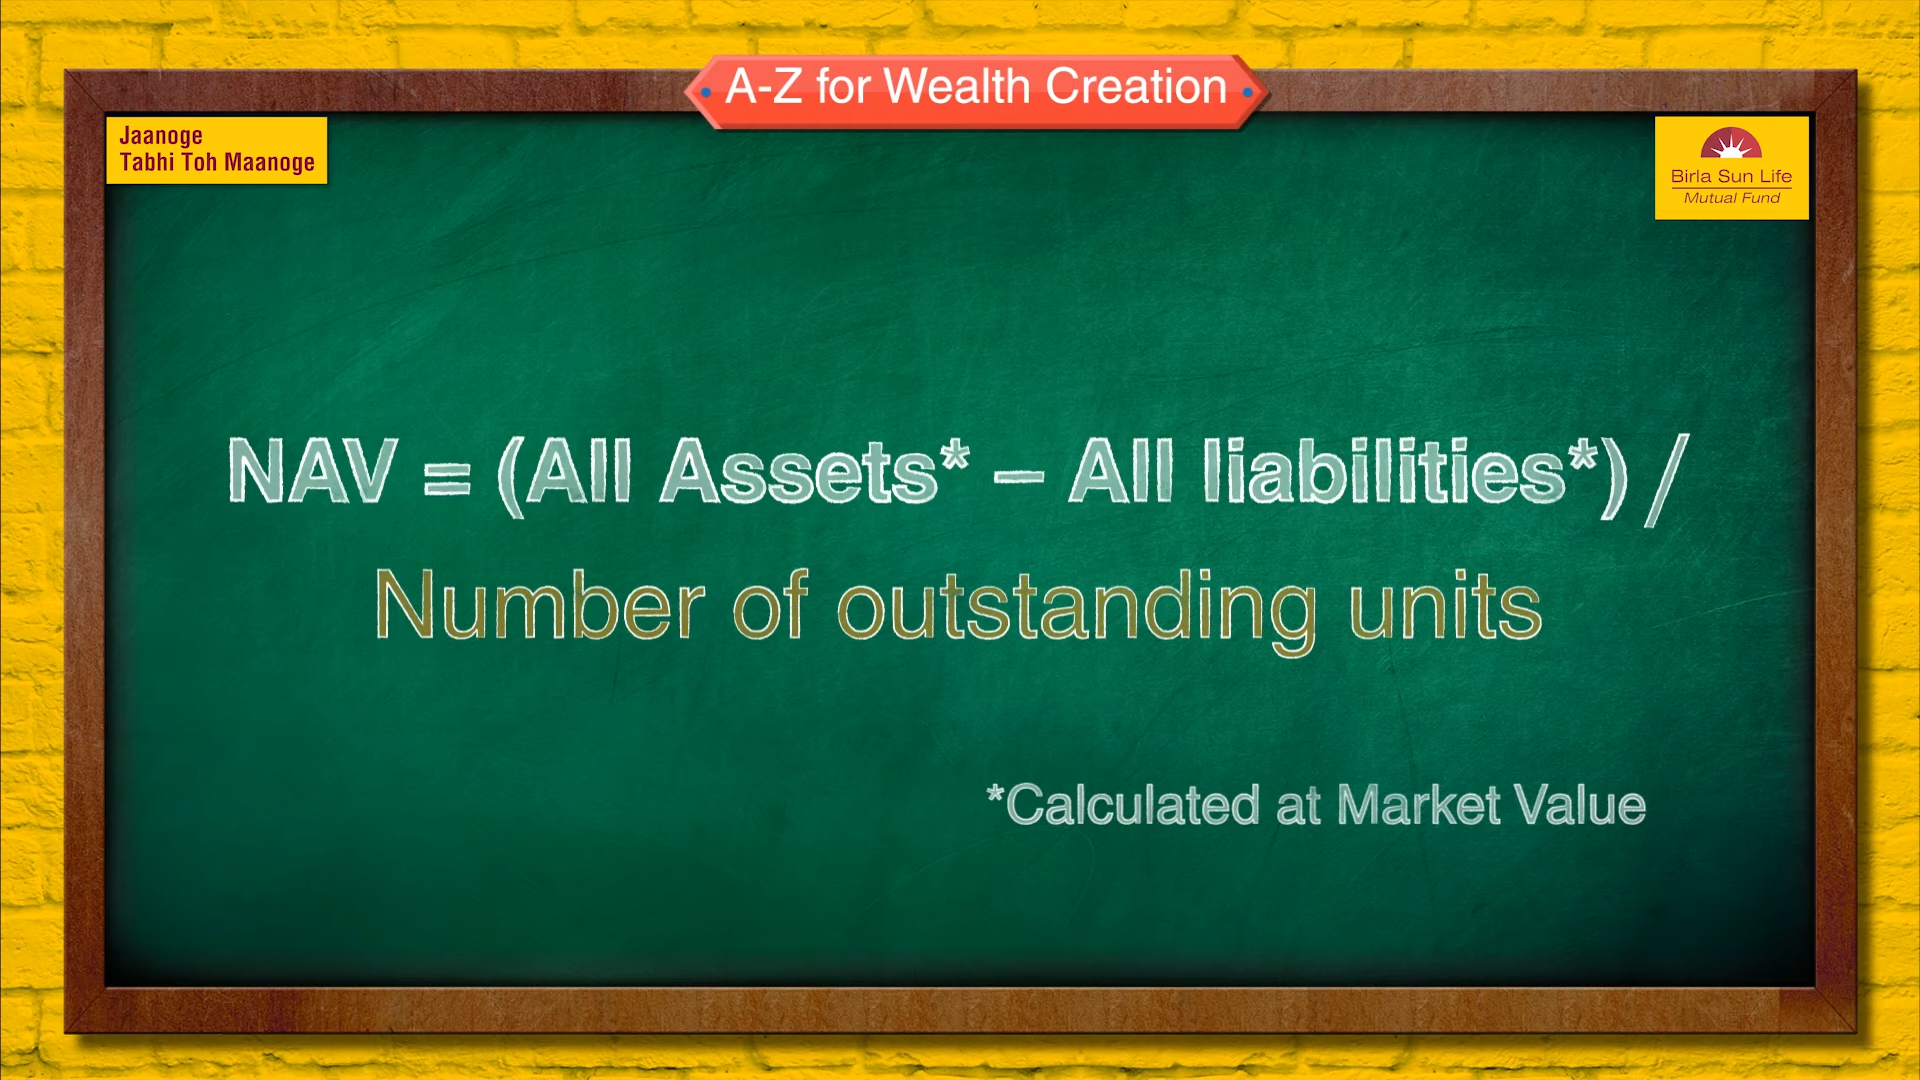 A-Z for Wealth Creation
Jaanoge
Tabhi Toh Maanoge
Birla Sun Life
Mutual Fund
NAV = (All Assets* – All liabilities*) /
Number of outstanding units
*Calculated at Market Value